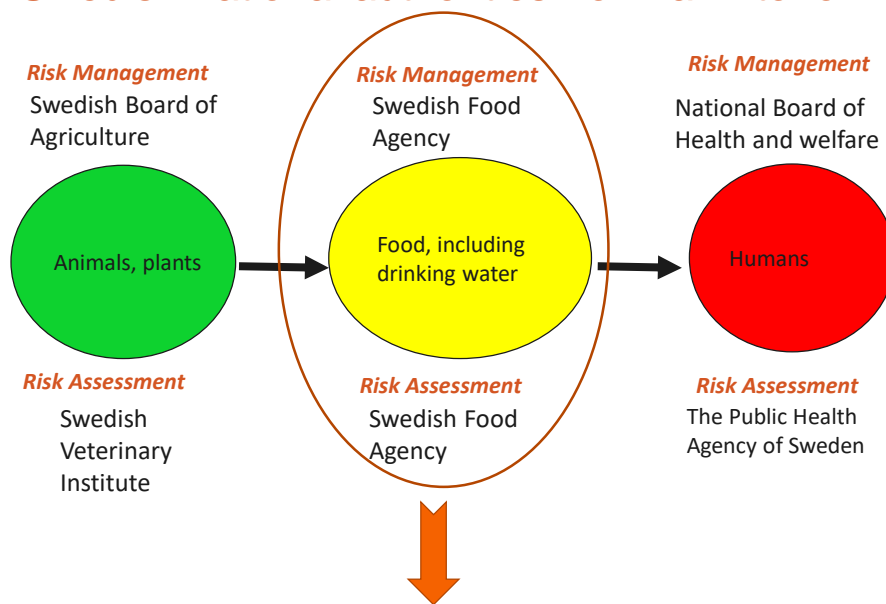 Risk Management
Swedish Board of
Agriculture
Animals, plants
Risk Assessment
Swedish
Veterinary
Institute
Risk Management
Swedish Food
Agency
Food, including
drinking water
Risk Assessment
Swedish Food
Agency
Risk Management
National Board of
Health and welfare
Humans
Risk Assessment
The Public Health
Agency of Sweden